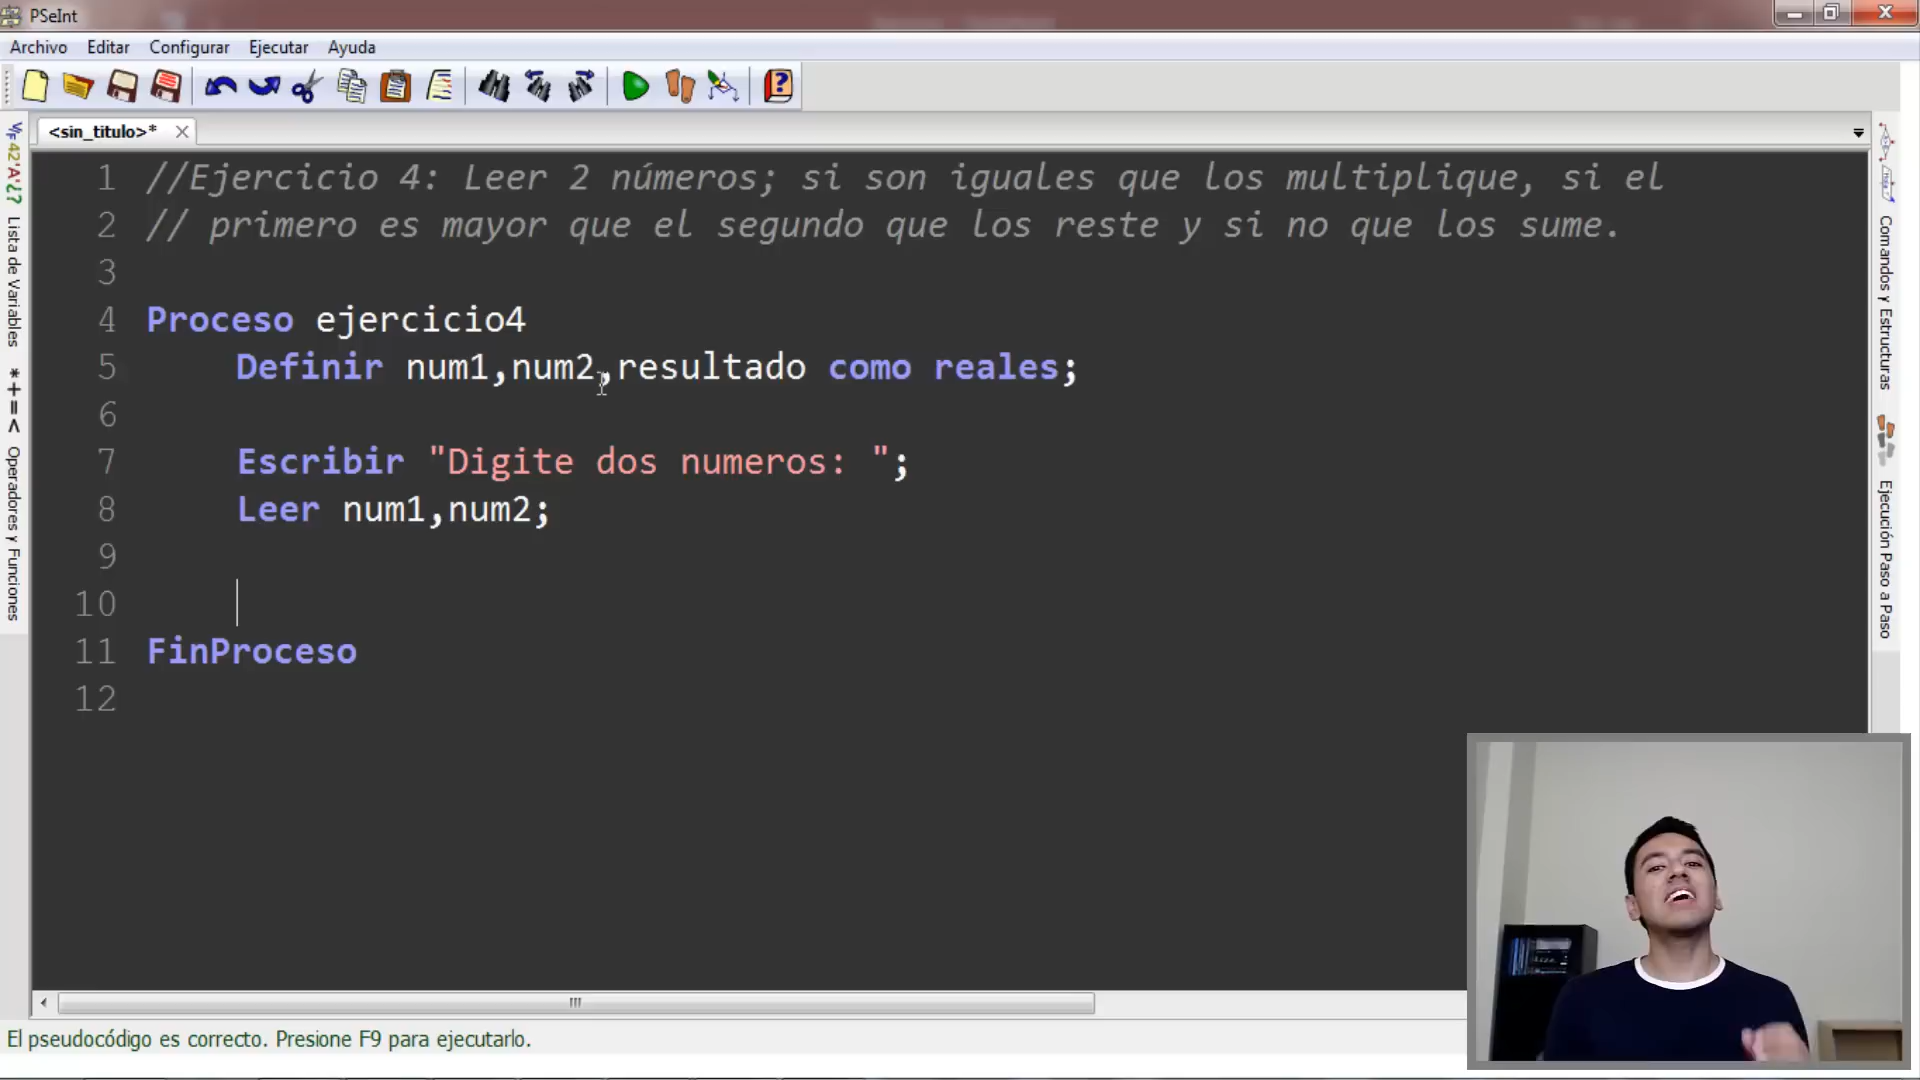 PSeInt
Archivo Editar Configurar Ejecutar Ayuda
<sin_titulo>*
1 //Ejercicio 4: Leer 2 números; si son iguales que los multiplique, si el
2 // primero es mayor que el segundo que los reste y si no que los sume.
3
4 Proceso ejercicio4
5 Definir num1,num2,resultado como reales;
6
7 Escribir "Digite dos numeros: ";
8 Leer num1,num2;
9
10
11 FinProceso
12
42'A'¿? Lista de Variables
*+=< Operadores y Funciones
Comandos y Estructuras
Ejecución Paso a Paso
El pseudocódigo es correcto. Presione F9 para ejecutarlo.